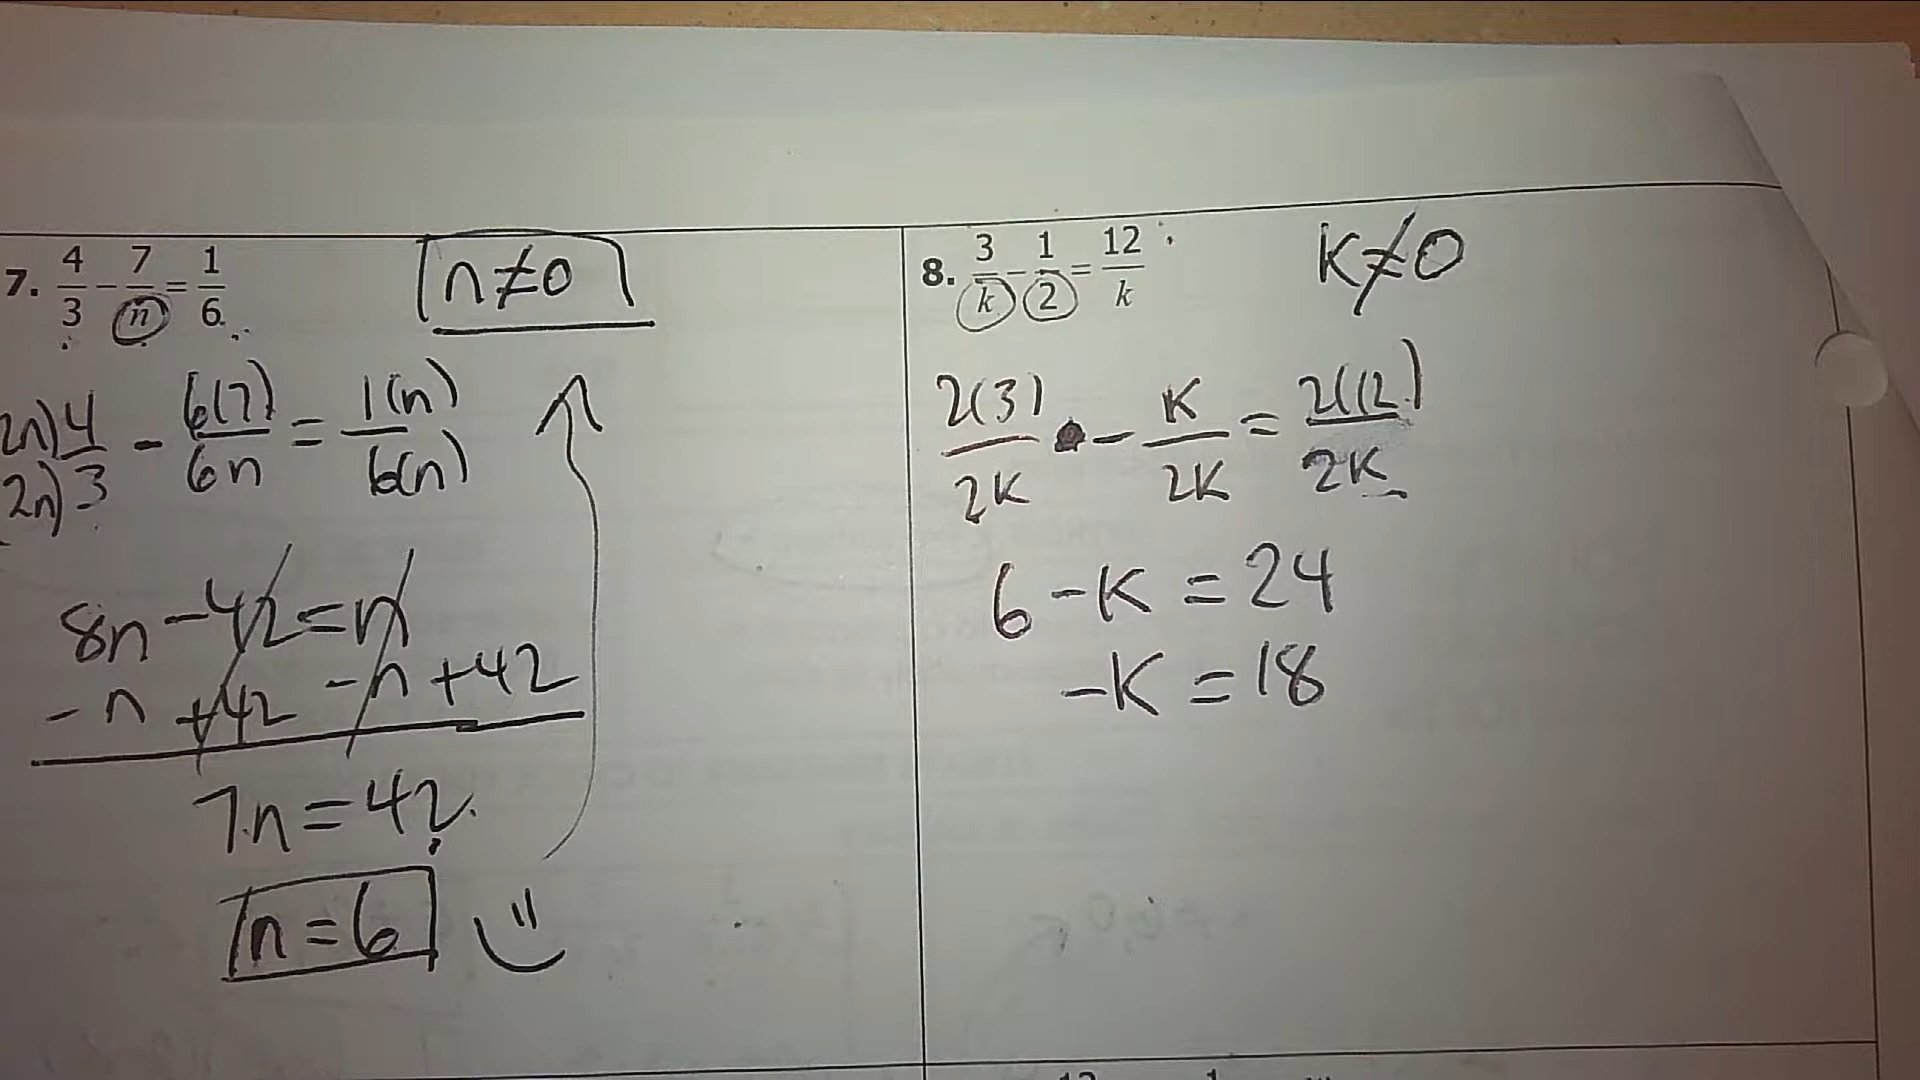 7. 4/3 - 7/n = 1/6
n≠0
2n)4/2n)3 - 6(7)/6n = 1(n)/6(n)
8n - 42 = n
- n + 42 - n + 42
7n = 42
n = 6
8. 3/k - 1/2 = 12/k
K≠0
2(3)/2K - K/2K = 2(12)/2K
6 - K = 24
-K = 18